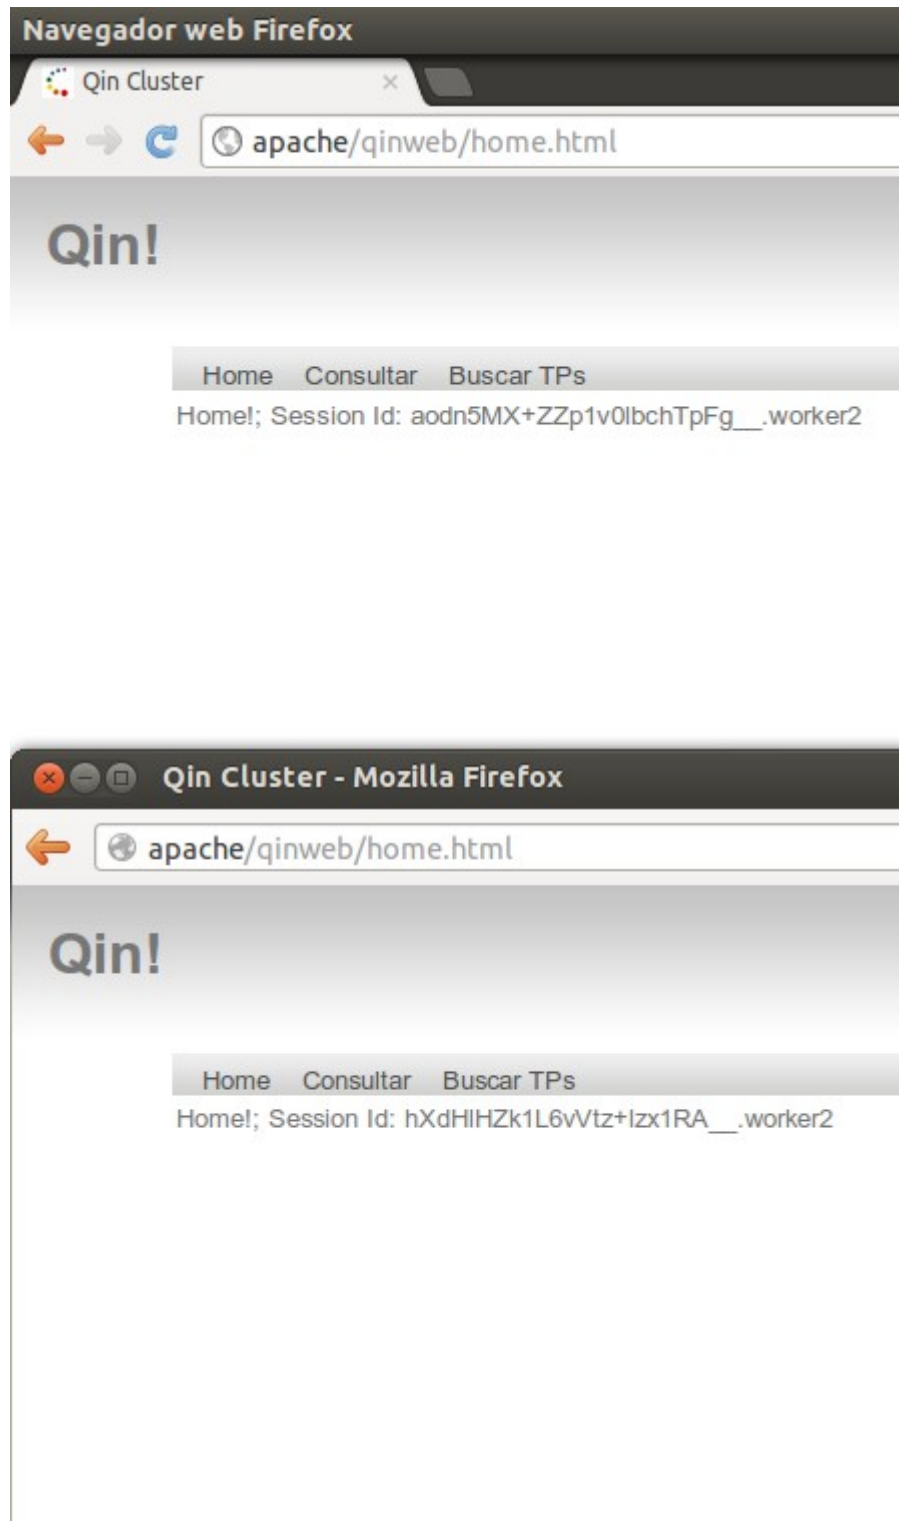 Navegador web Firefox
Qin Cluster
apache/qinweb/home.html
Qin!
Home Consultar Buscar TPs
Home!; Session Id: aodn5MX+ZZp1v0lbchTpFg__.worker2
Qin Cluster - Mozilla Firefox
apache/qinweb/home.html
Qin!
Home Consultar Buscar TPs
Home!; Session Id: hXdHlHZk1L6vVtz+Izx1RA__.worker2